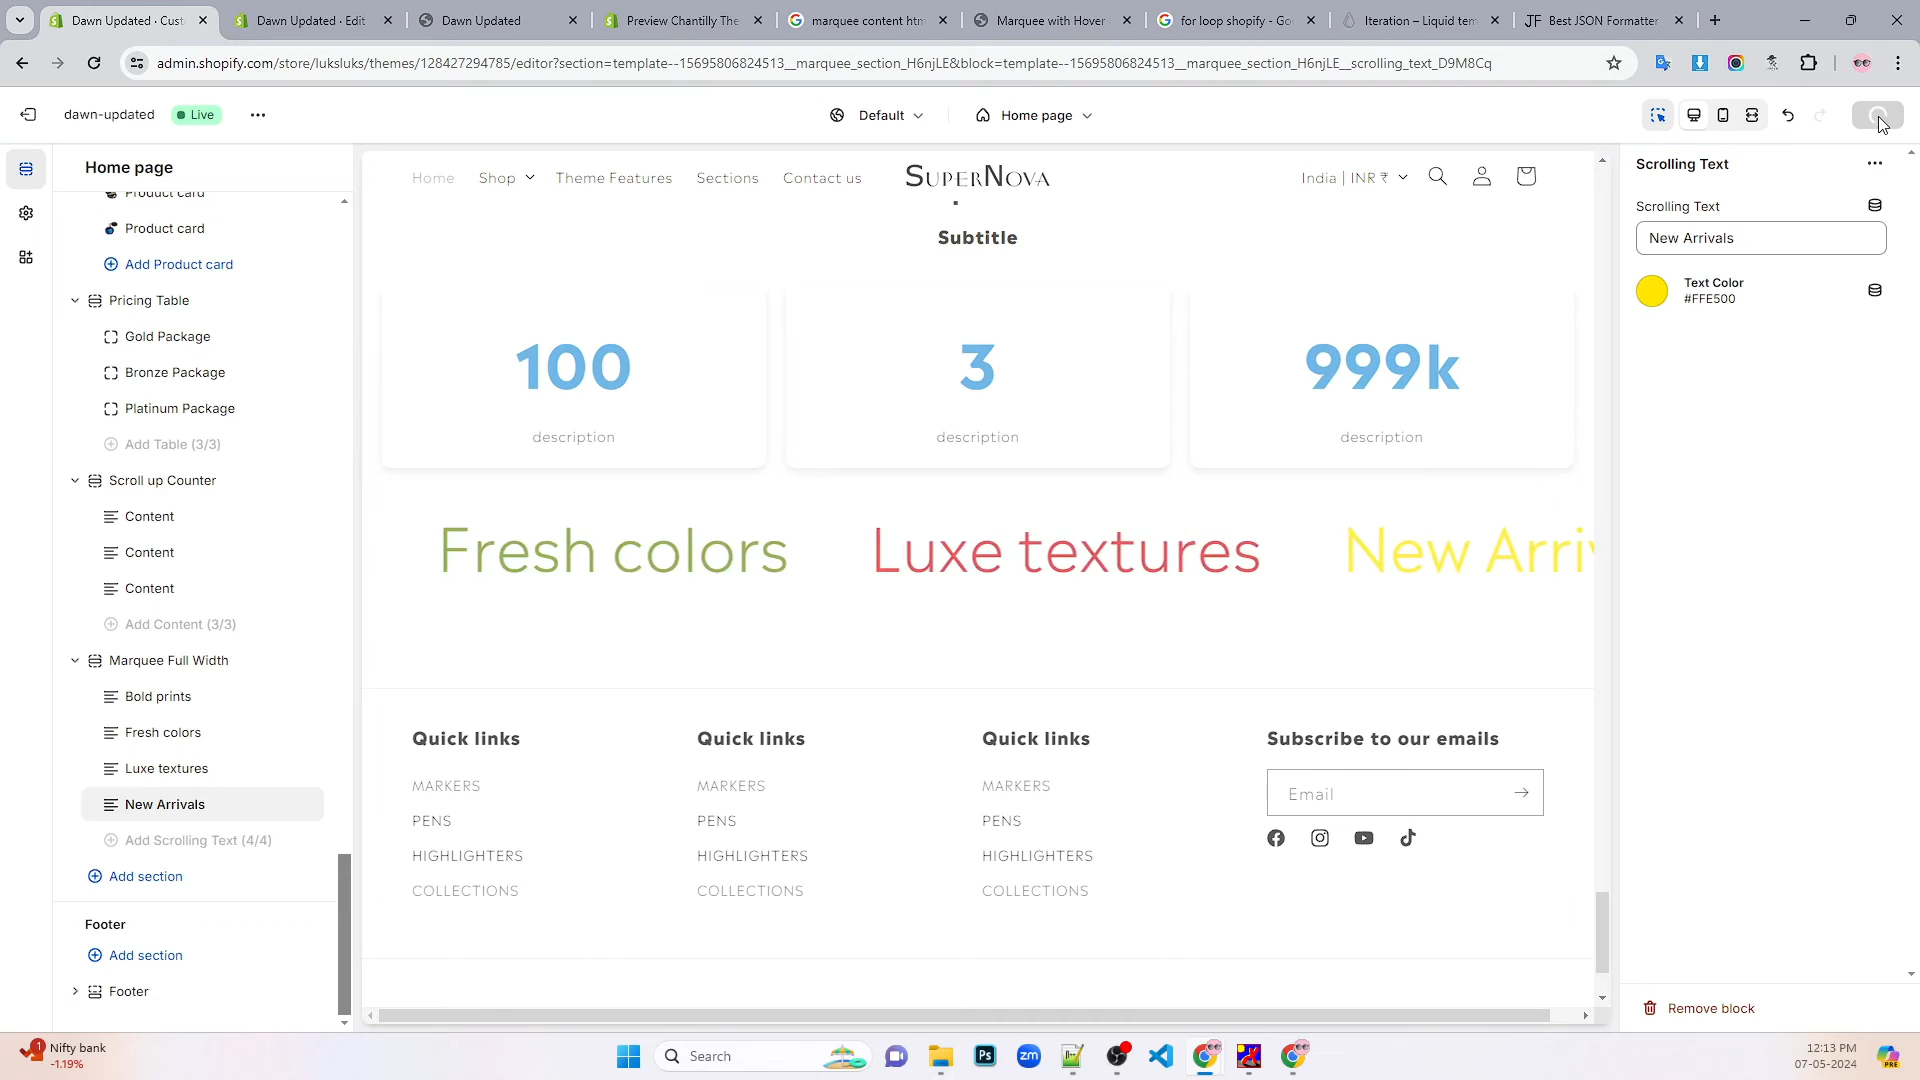 Dawn Updated · Cust
Dawn Updated · Edit
Dawn Updated
Preview Chantilly The
marquee content htm
Marquee with Hover
for loop shopify - Go
Iteration – Liquid tem
JF Best JSON Formatter
admin.shopify.com/store/luksluks/themes/128427294785/editor?section=template--15695806824513__marquee_section_H6njLE&block=template--15695806824513__marquee_section_H6njLE__scrolling_text_D9M8Cq
dawn-updated
Live
Default
Home page
Home page
Product card
Product card
Add Product card
Pricing Table
Gold Package
Bronze Package
Platinum Package
Add Table (3/3)
Scroll up Counter
Content
Content
Content
Add Content (3/3)
Marquee Full Width
Bold prints
Fresh colors
Luxe textures
New Arrivals
Add Scrolling Text (4/4)
Add section
Footer
Add section
Footer
Home
Shop
Theme Features
Sections
Contact us
SuperNova
India | INR ₹
Subtitle
100
description
3
description
999k
description
Fresh colors
Luxe textures
New Arriv
Quick links
MARKERS
PENS
HIGHLIGHTERS
COLLECTIONS
Quick links
MARKERS
PENS
HIGHLIGHTERS
COLLECTIONS
Quick links
MARKERS
PENS
HIGHLIGHTERS
COLLECTIONS
Subscribe to our emails
Email
Scrolling Text
Scrolling Text
New Arrivals
Text Color
#FFE500
Remove block
1
Nifty bank
-1.19%
Search
Ps
zm
12:13 PM
07-05-2024
PRE